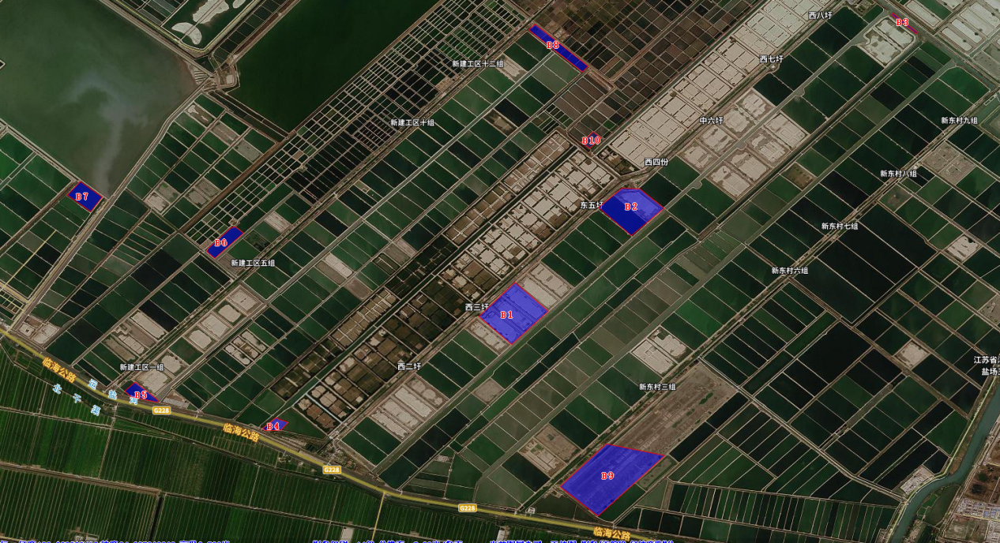 西八圩
B3
B8
西七圩
新建工区十二组
新建工区十组
中六圩
新东村九组
B10
西四份
新东村八组
B7
东五圩
B2
新东村七组
B6
新建工区五组
新东村六组
西三圩
B1
新建工区一组
西二圩
临海公路
运盐河
北干渠
新东村三组
B5
G228
B4
临海公路
G228
B9
G228
临海公路